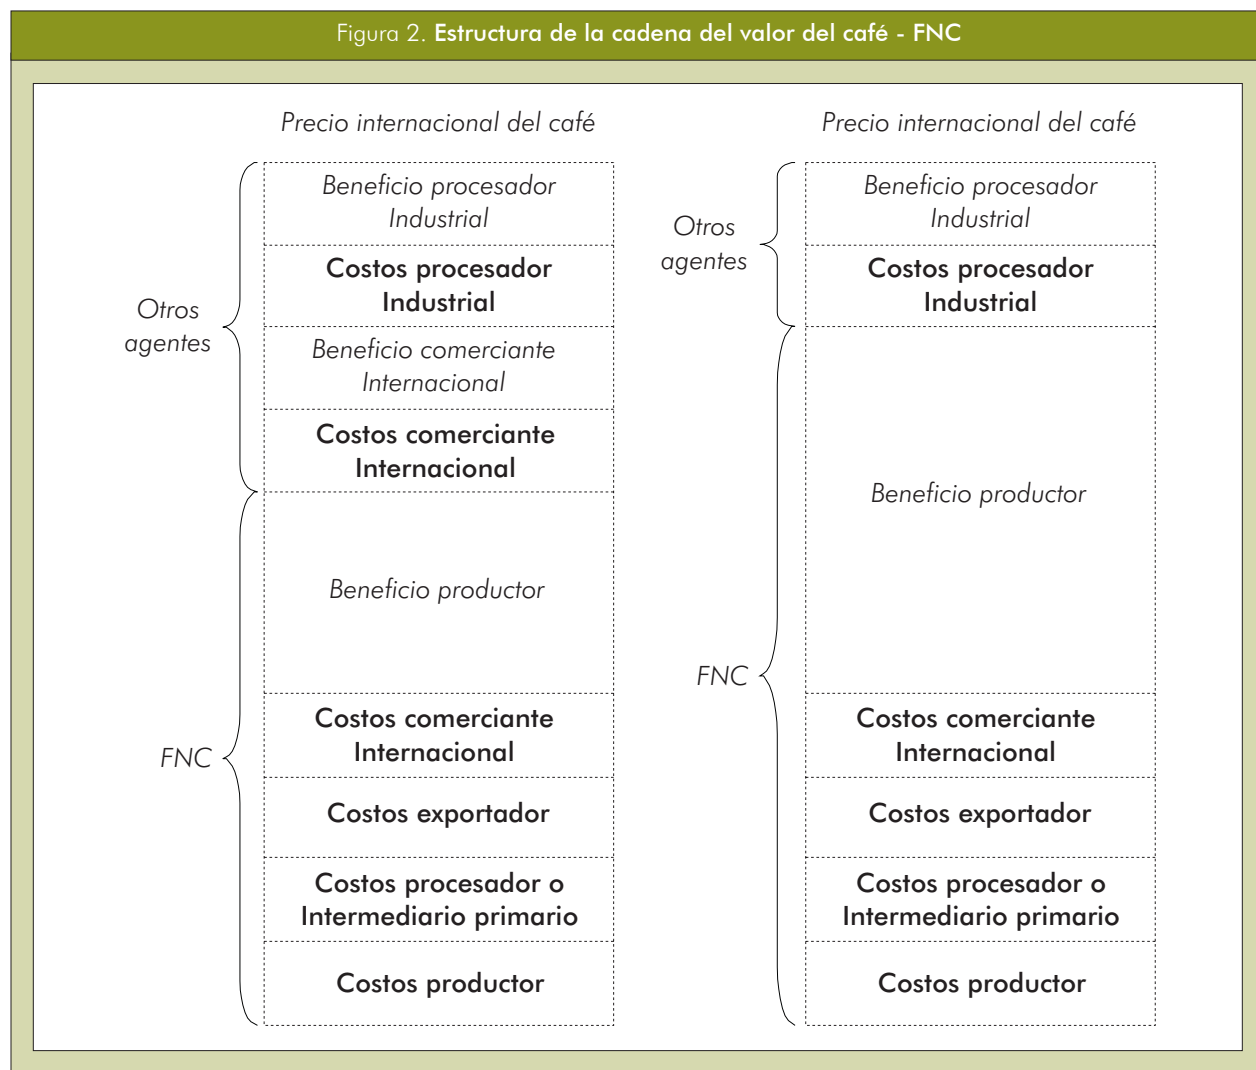 Figura 2. Estructura de la cadena del valor del café - FNC
Precio internacional del café
Otros
agentes
Beneficio procesador
Industrial
Costos procesador
Industrial
Beneficio comerciante
Internacional
Costos comerciante
Internacional
FNC
Beneficio productor
Costos comerciante
Internacional
Costos exportador
Costos procesador o
Intermediario primario
Costos productor
Precio internacional del café
Otros
agentes
Beneficio procesador
Industrial
Costos procesador
Industrial
FNC
Beneficio productor
Costos comerciante
Internacional
Costos exportador
Costos procesador o
Intermediario primario
Costos productor